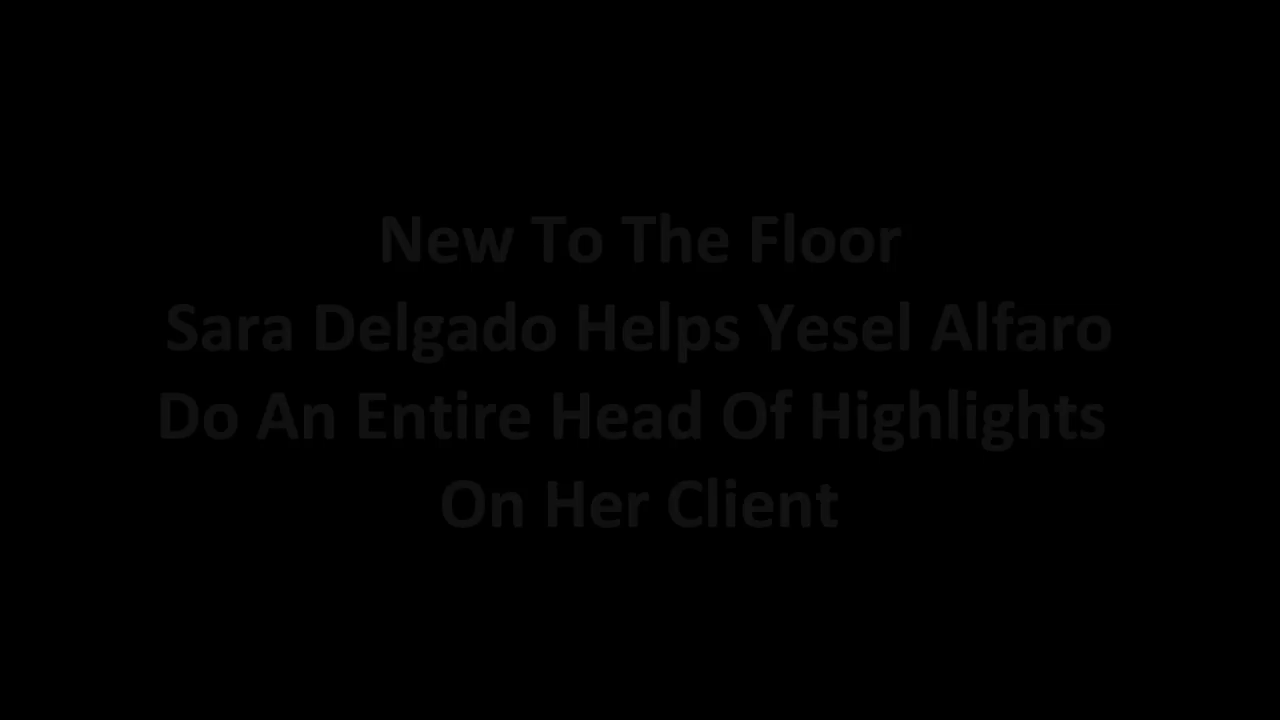 New To The Floor
Sara Delgado Helps Yesel Alfaro
Do An Entire Head Of Highlights
On Her Client